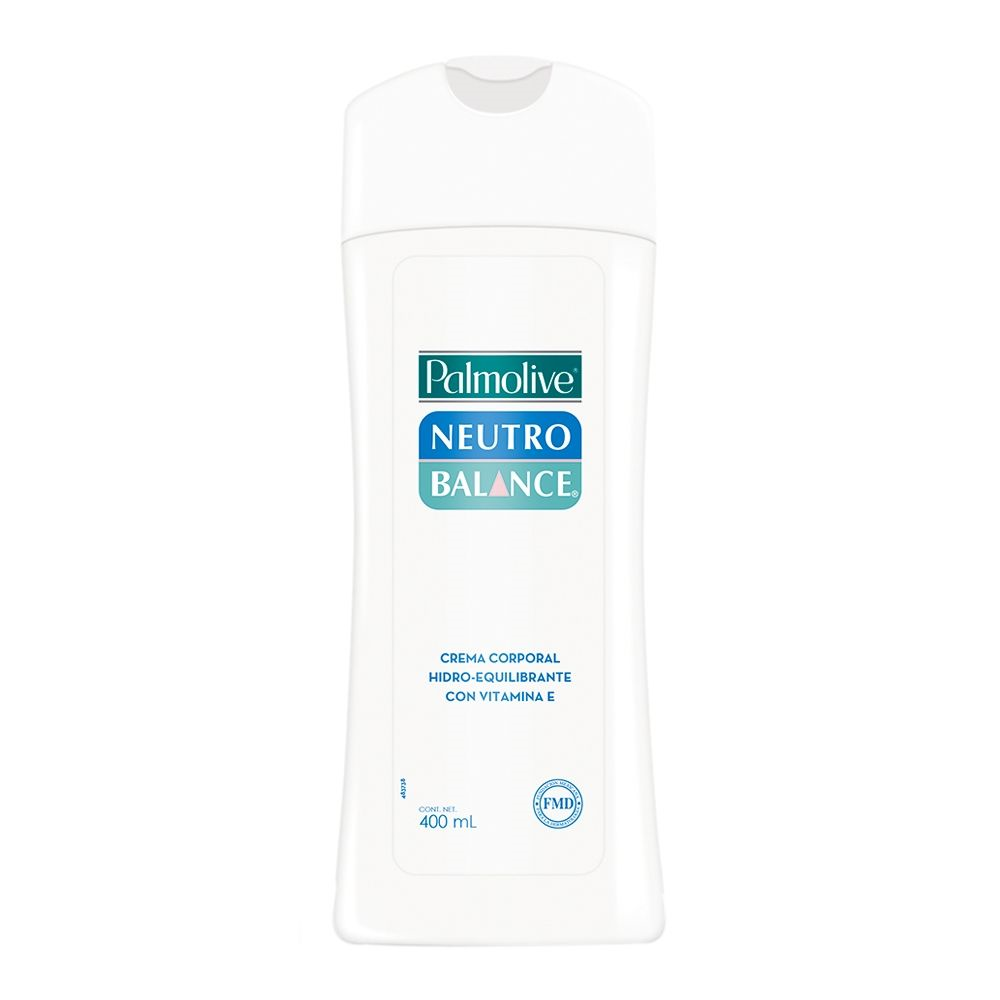 Palmolive®
NEUTRO
BALANCE®
CREMA CORPORAL
HIDRO-EQUILIBRANTE
CON VITAMINA E
CONT. NET.
400 mL
FMD